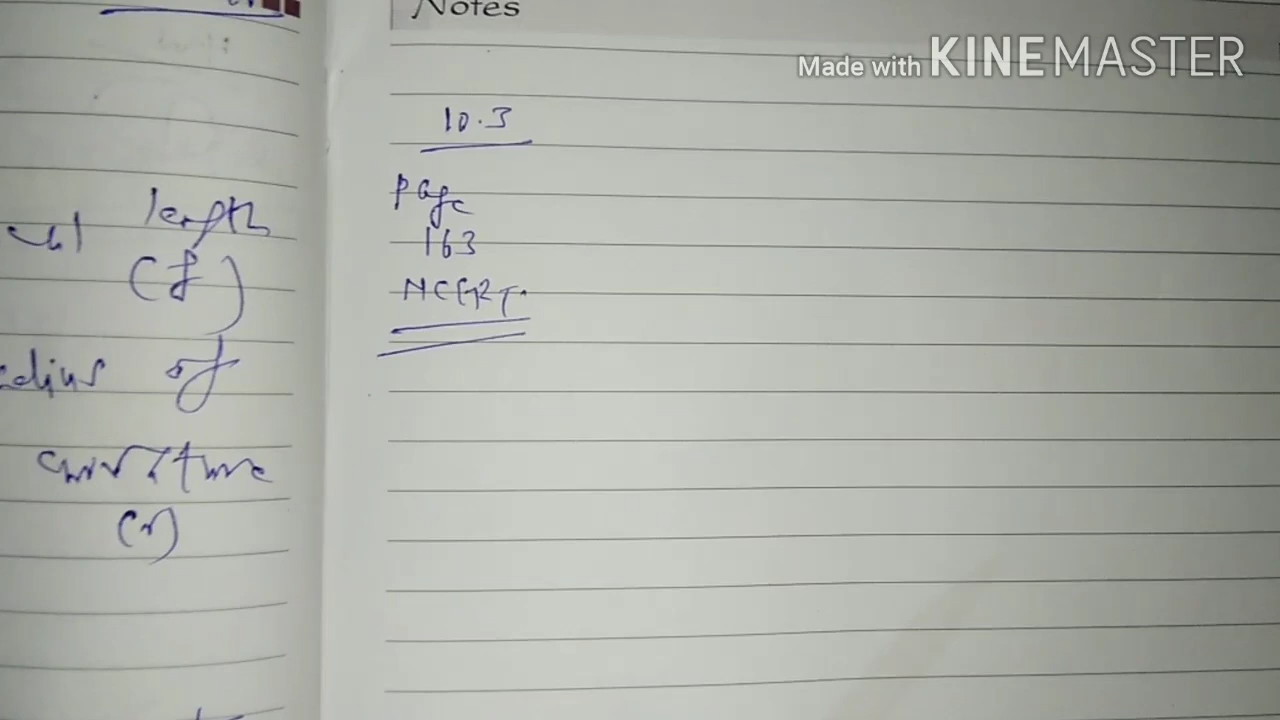 length
(f)
of
curvature
(r)
Notes
Made with KINEMASTER
10.3
page
163
NCERT.